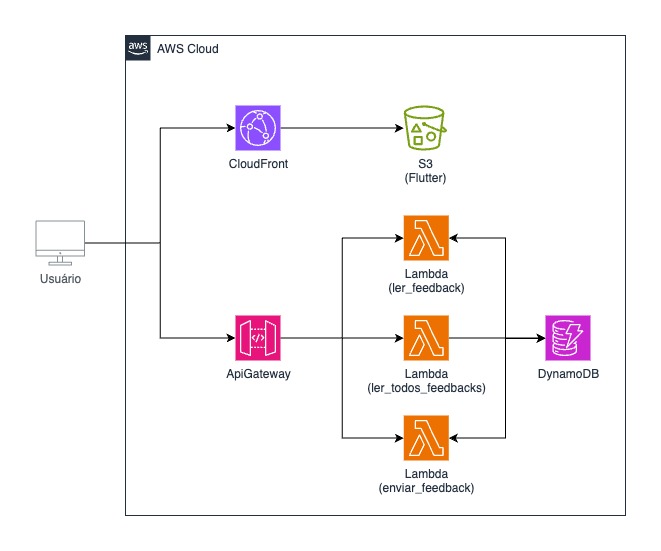 aws
AWS Cloud
CloudFront
S3
(Flutter)
Usuário
Lambda
(ler_feedback)
ApiGateway
Lambda
(ler_todos_feedbacks)
DynamoDB
Lambda
(enviar_feedback)